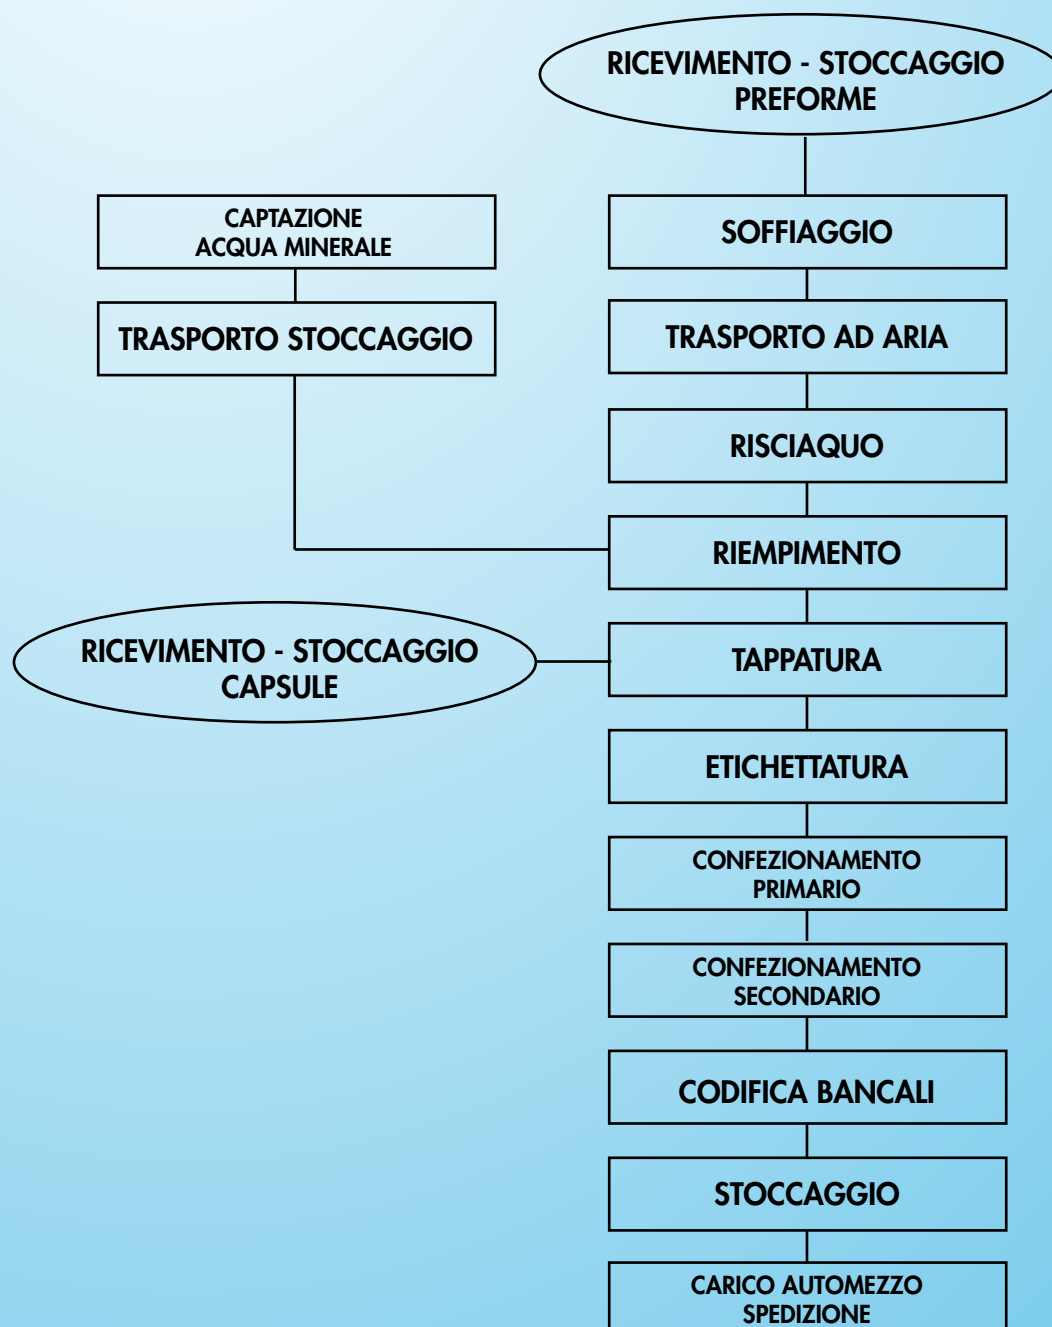 RICEVIMENTO - STOCCAGGIO
PREFORME
CAPTAZIONE
ACQUA MINERALE
SOFFIAGGIO
TRASPORTO STOCCAGGIO
TRASPORTO AD ARIA
RISCIAQUO
RIEMPIMENTO
RICEVIMENTO - STOCCAGGIO
CAPSULE
TAPPATURA
ETICHETTATURA
CONFEZIONAMENTO
PRIMARIO
CONFEZIONAMENTO
SECONDARIO
CODIFICA BANCALI
STOCCAGGIO
CARICO AUTOMEZZO
SPEDIZIONE